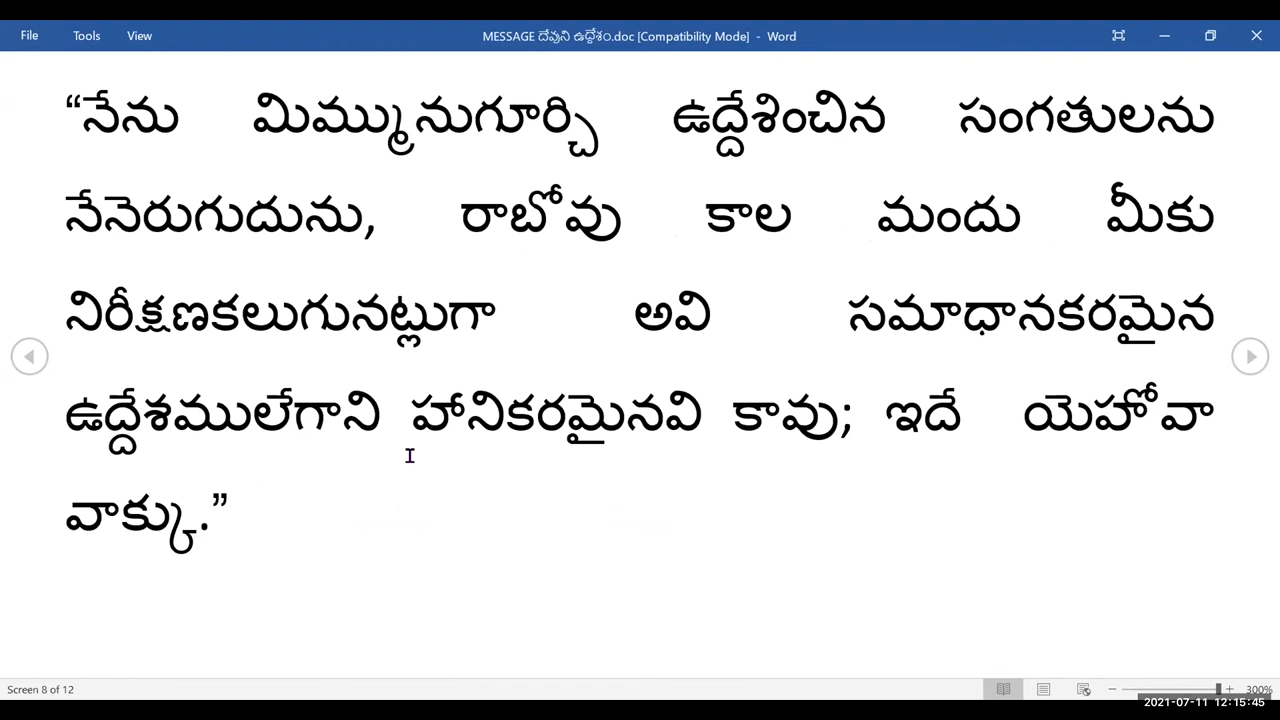 File Tools View MESSAGE దేవుని ఉద్దేశం.doc [Compatibility Mode] - Word
“నేను మిమ్మునుగూర్చి ఉద్దేశించిన సంగతులను
నేనెరుగుదును, రాబోవు కాల మందు మీకు
నిరీక్షణకలుగునట్లుగా అవి సమాధానకరమైన
ఉద్దేశములేగాని హానికరమైనవి కావు; ఇదే యెహోవా
వాక్కు.”
Screen 8 of 12 300%
2021-07-11 12:15:45